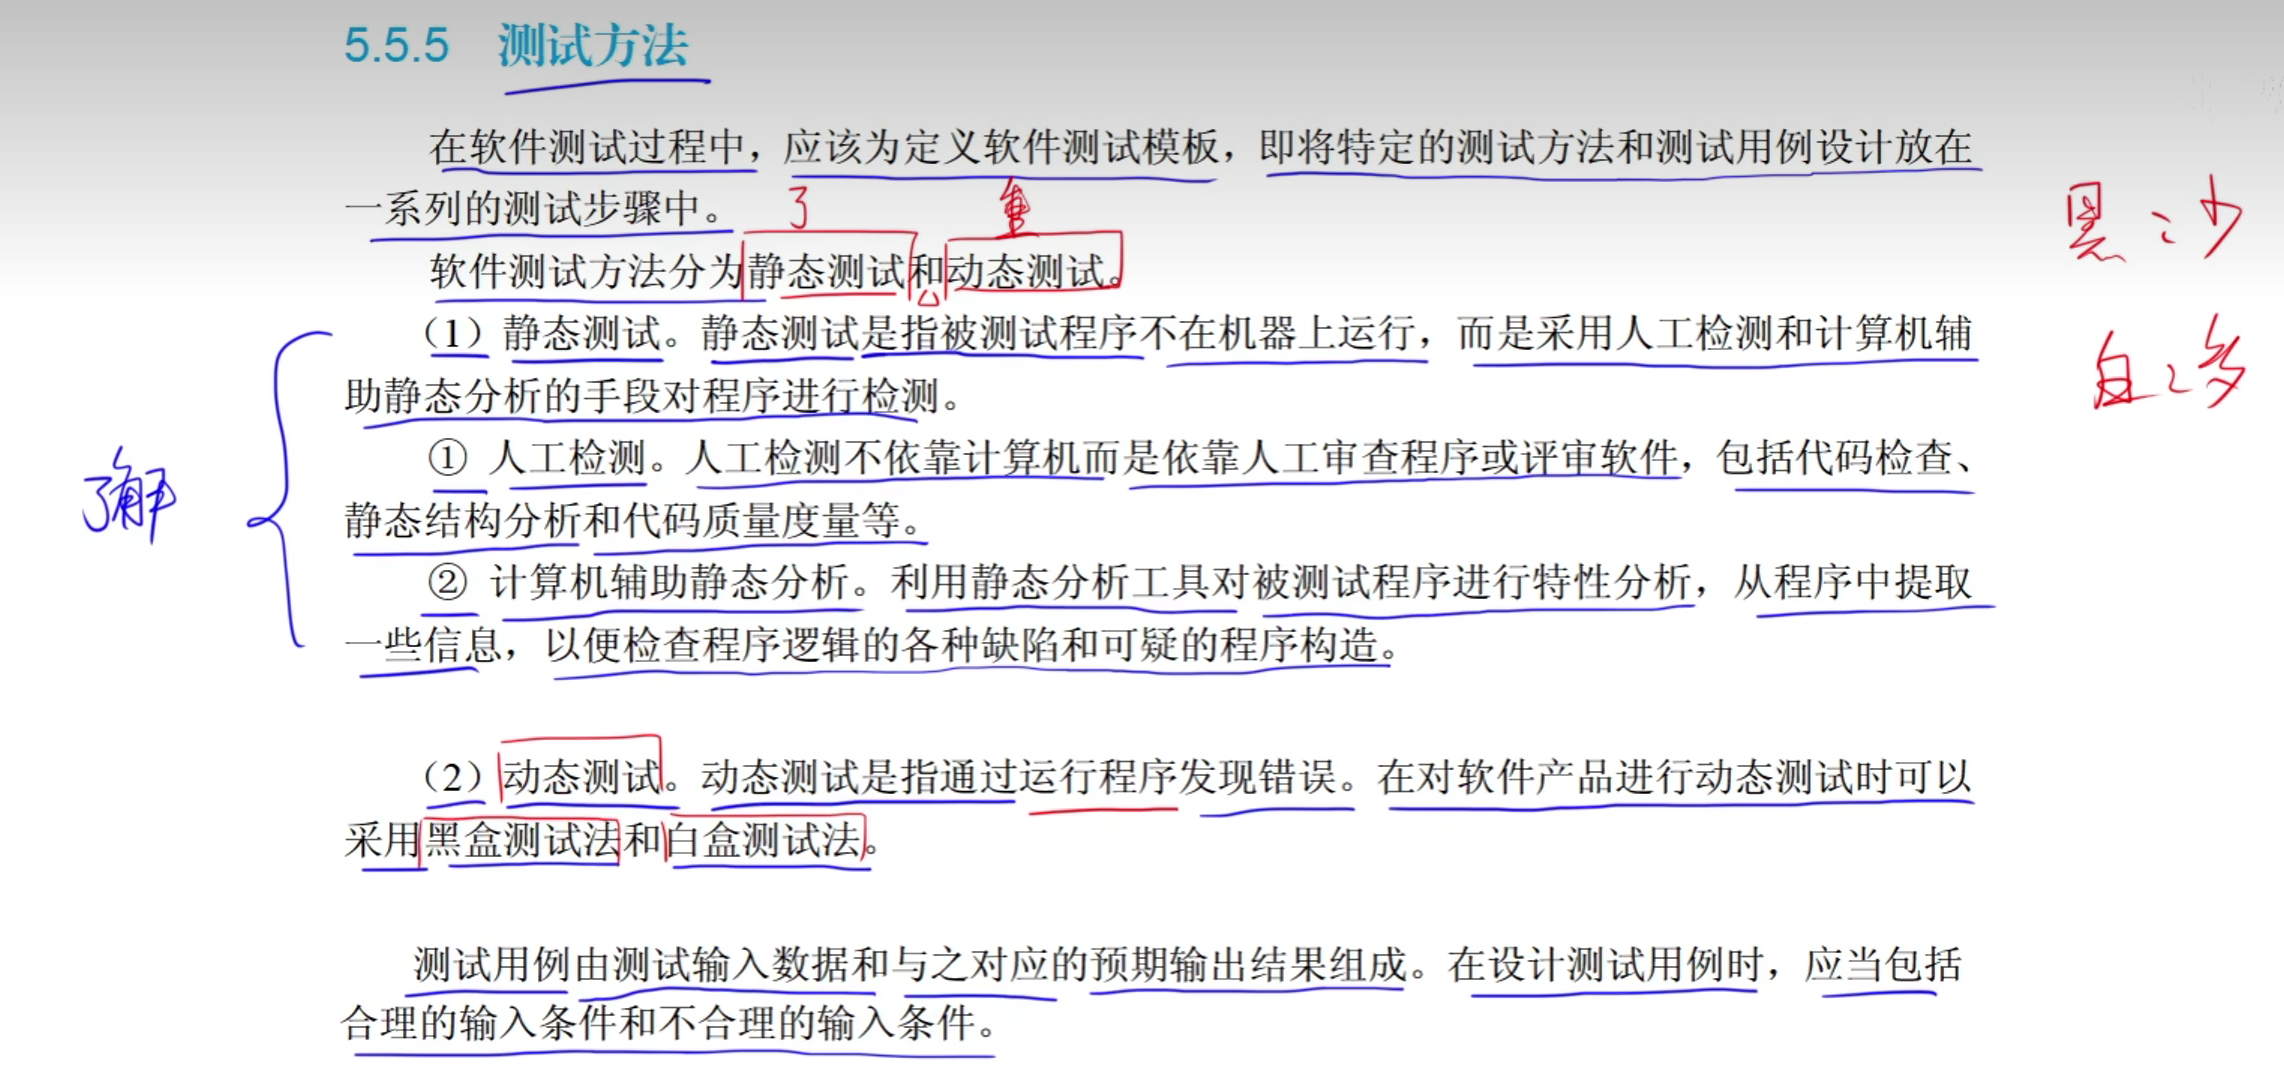 5.5.5 测试方法
在软件测试过程中，应该为定义软件测试模板，即将特定的测试方法和测试用例设计放在
一系列的测试步骤中。
了 重
黑：少
软件测试方法分为静态测试和动态测试。
（1）静态测试。静态测试是指被测试程序不在机器上运行，而是采用人工检测和计算机辅
白：多
助静态分析的手段对程序进行检测。
① 人工检测。人工检测不依靠计算机而是依靠人工审查程序或评审软件，包括代码检查、
了解
静态结构分析和代码质量度量等。
② 计算机辅助静态分析。利用静态分析工具对被测试程序进行特性分析，从程序中提取
一些信息，以便检查程序逻辑的各种缺陷和可疑的程序构造。
（2）动态测试。动态测试是指通过运行程序发现错误。在对软件产品进行动态测试时可以
采用黑盒测试法和白盒测试法。
测试用例由测试输入数据和与之对应的预期输出结果组成。在设计测试用例时，应当包括
合理的输入条件和不合理的输入条件。